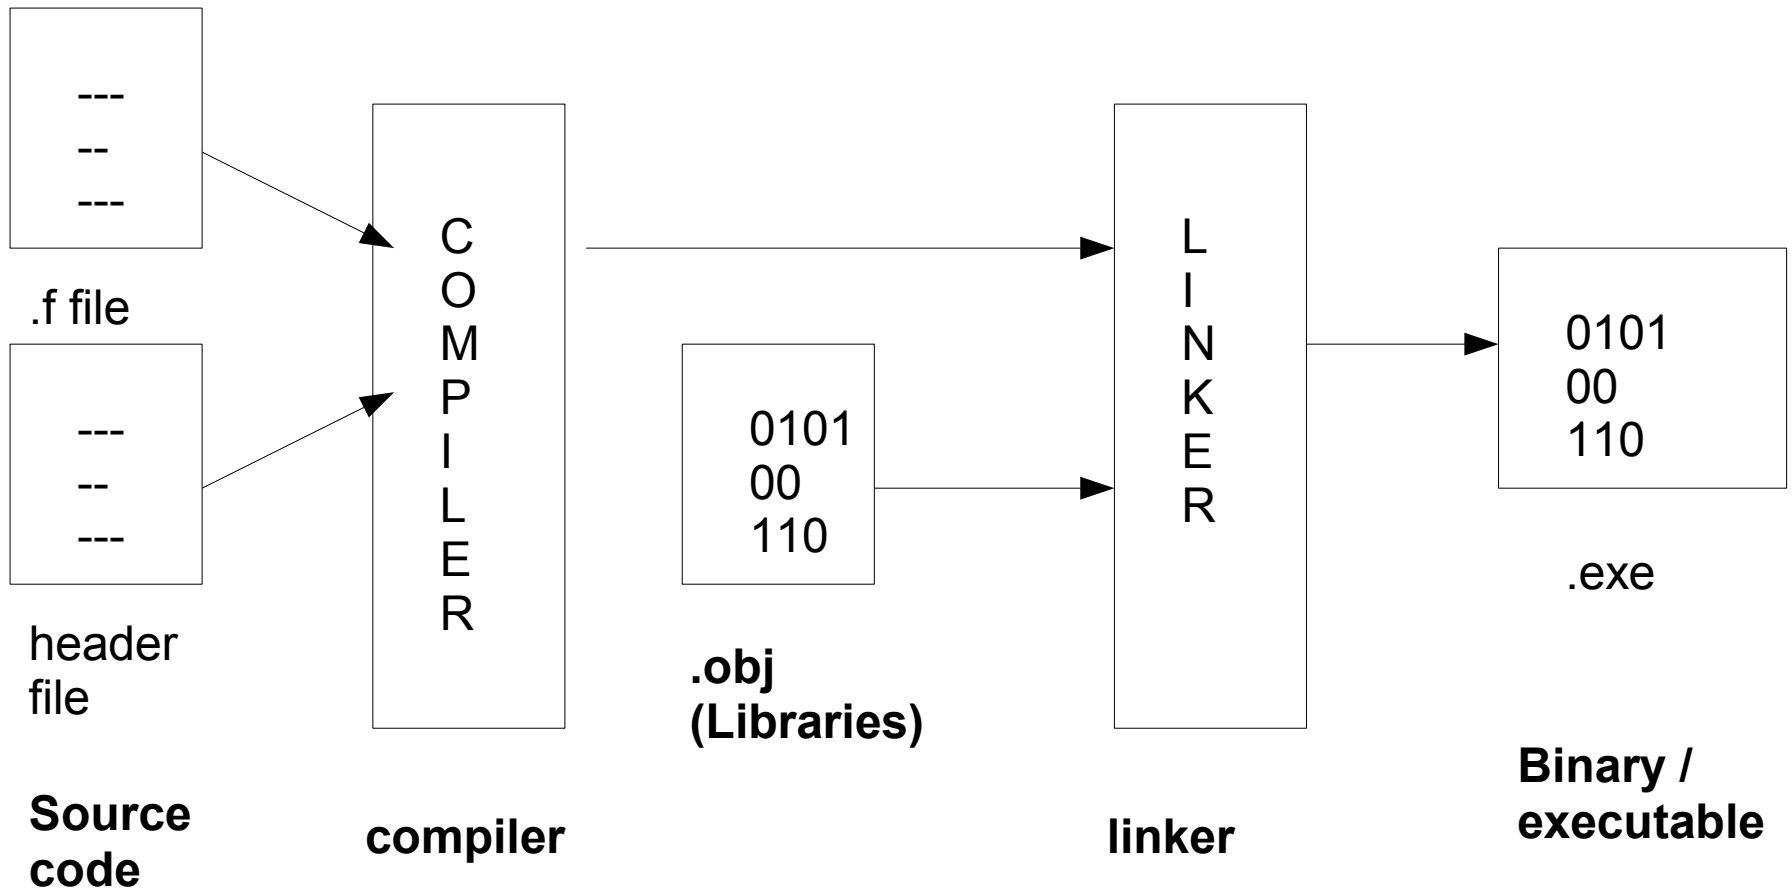 ---
--
---
.f file
---
--
---
header
file
Source
code
C
O
M
P
I
L
E
R
compiler
0101
00
110
.obj
(Libraries)
L
I
N
K
E
R
linker
0101
00
110
.exe
Binary /
executable